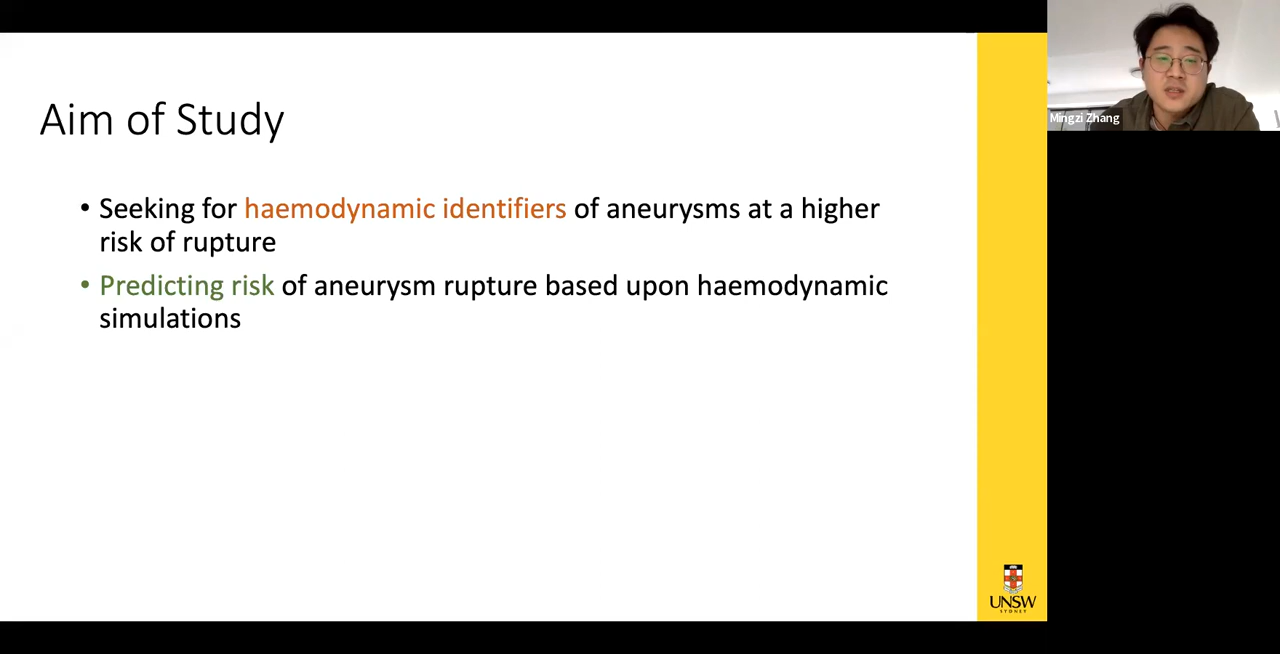 Aim of Study
• Seeking for haemodynamic identifiers of aneurysms at a higher
risk of rupture
• Predicting risk of aneurysm rupture based upon haemodynamic
simulations
Mingzi Zhang
UNSW
SYDNEY